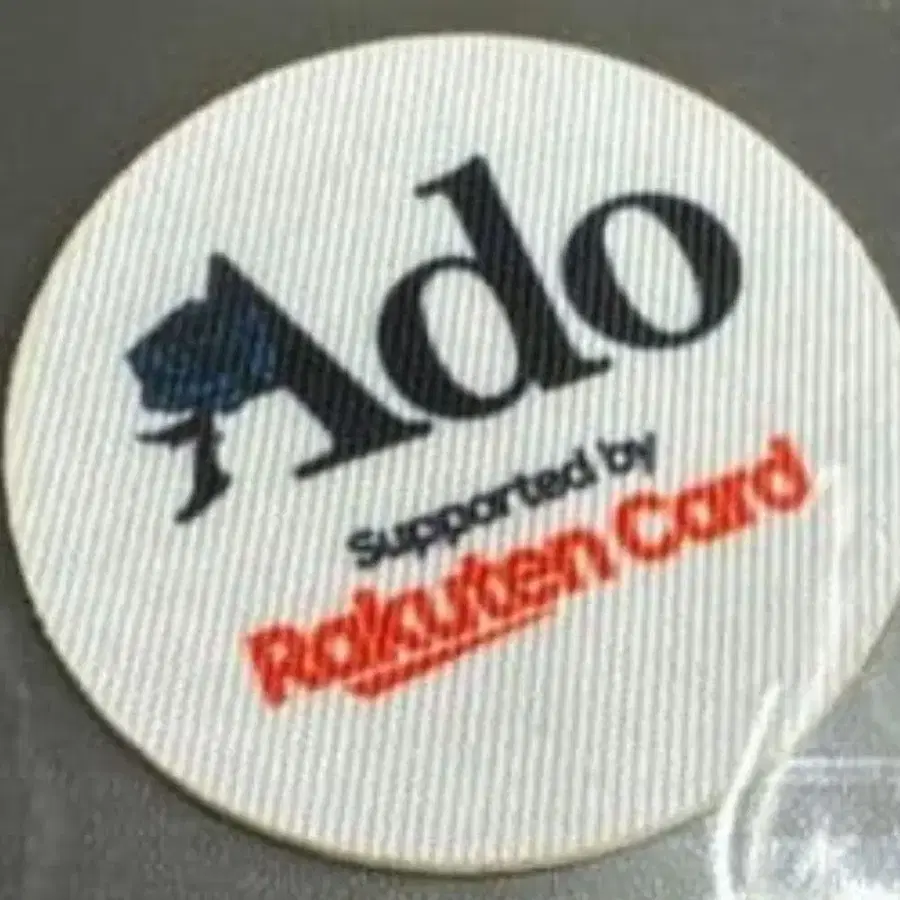 Ado
Supported by
Rakuten Card